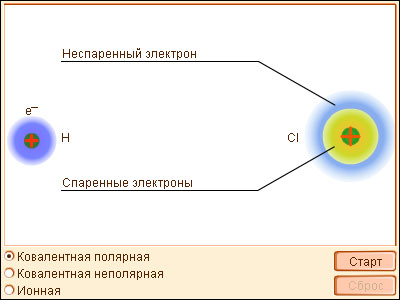 Неспаренный электрон
e⁻
H
Cl
Спаренные электроны
Ковалентная полярная
Ковалентная неполярная
Ионная
Старт
Сброс